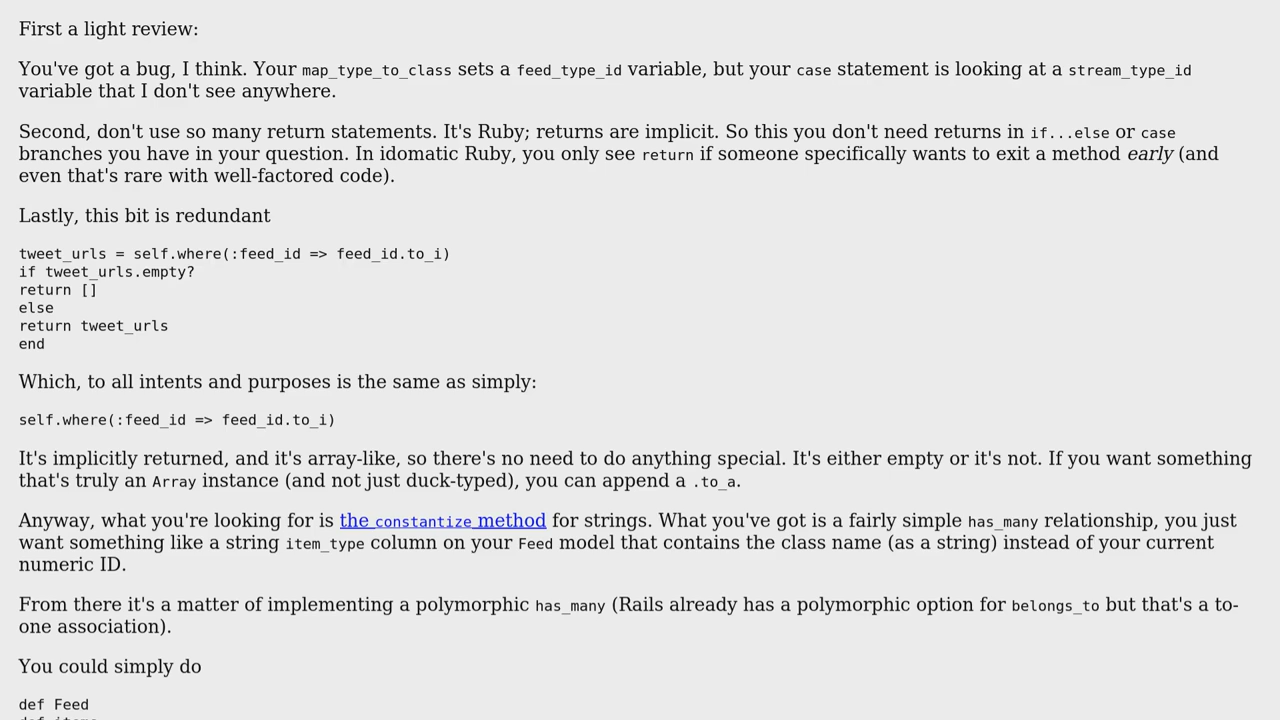 First a light review:
You've got a bug, I think. Your map_type_to_class sets a feed_type_id variable, but your case statement is looking at a stream_type_id
variable that I don't see anywhere.
Second, don't use so many return statements. It's Ruby; returns are implicit. So this you don't need returns in if...else or case
branches you have in your question. In idomatic Ruby, you only see return if someone specifically wants to exit a method early (and
even that's rare with well-factored code).
Lastly, this bit is redundant
tweet_urls = self.where(:feed_id => feed_id.to_i)
if tweet_urls.empty?
return []
else
return tweet_urls
end
Which, to all intents and purposes is the same as simply:
self.where(:feed_id => feed_id.to_i)
It's implicitly returned, and it's array-like, so there's no need to do anything special. It's either empty or it's not. If you want something
that's truly an Array instance (and not just duck-typed), you can append a .to_a.
Anyway, what you're looking for is the constantize method for strings. What you've got is a fairly simple has_many relationship, you just
want something like a string item_type column on your Feed model that contains the class name (as a string) instead of your current
numeric ID.
From there it's a matter of implementing a polymorphic has_many (Rails already has a polymorphic option for belongs_to but that's a to-
one association).
You could simply do
def Feed
def items